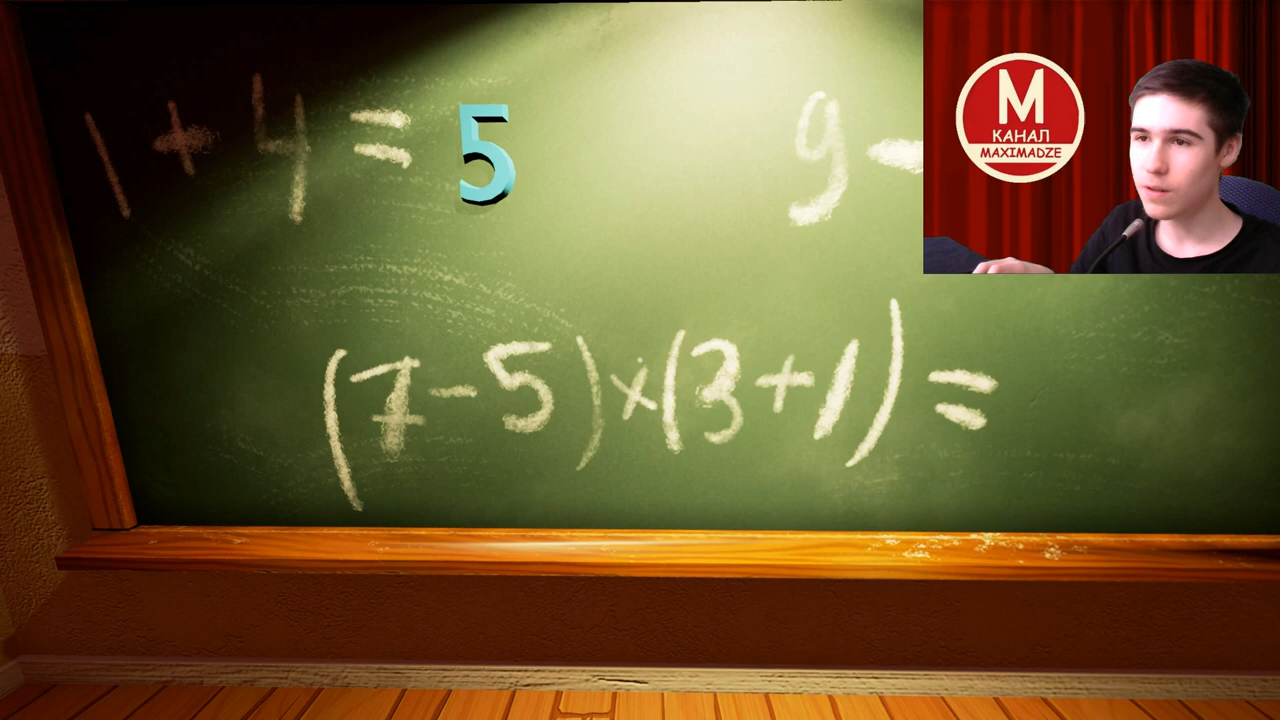 1 + 4 = 5
9 -
М
КАНАЛ
MAXIMADZE
(7-5)×(3+1)=